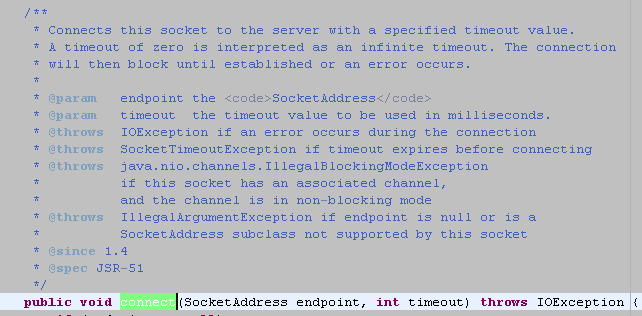 /**
 * Connects this socket to the server with a specified timeout value.
 * A timeout of zero is interpreted as an infinite timeout. The connection
 * will then block until established or an error occurs.
 *
 * @param   endpoint the <code>SocketAddress</code>
 * @param   timeout  the timeout value to be used in milliseconds.
 * @throws  IOException if an error occurs during the connection
 * @throws  SocketTimeoutException if timeout expires before connecting
 * @throws  java.nio.channels.IllegalBlockingModeException
 *          if this socket has an associated channel,
 *          and the channel is in non-blocking mode
 * @throws  IllegalArgumentException if endpoint is null or is a
 *          SocketAddress subclass not supported by this socket
 * @since 1.4
 * @spec JSR-51
 */
public void connect(SocketAddress endpoint, int timeout) throws IOException {